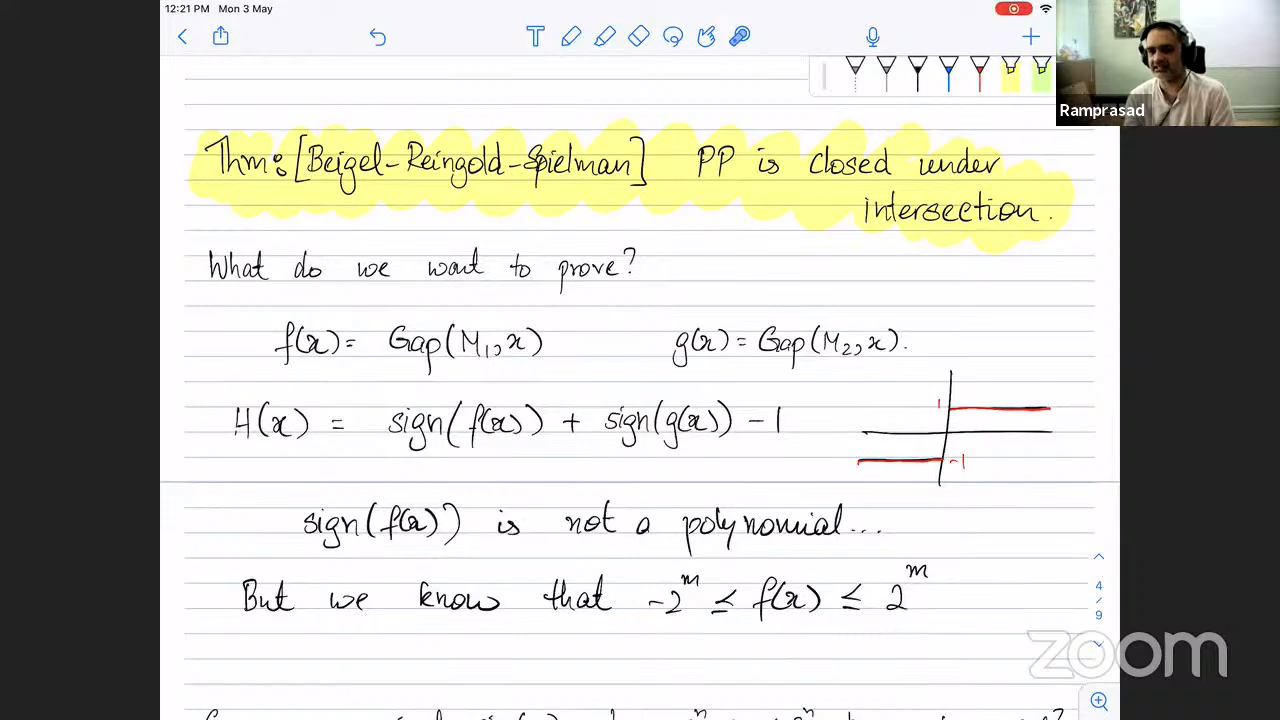 12:21 PM Mon 3 May
Ramprasad
Thm: [Beigel-Reingold-Spielman] PP is closed under
intersection.
What do we want to prove?
f(x) = Gap(M₁, x) g(x) = Gap(M₂, x).
H(x) = sign(f(x)) + sign(g(x)) - 1
1
-1
sign(f(x)) is not a polynomial...
But we know that -2^m ≤ f(x) ≤ 2^m
4
/
9
zoom